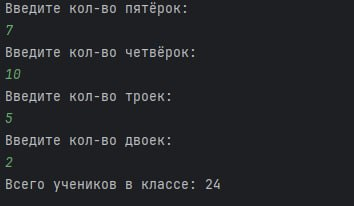 Введите кол-во пятёрок:
7
Введите кол-во четвёрок:
10
Введите кол-во троек:
5
Введите кол-во двоек:
2
Всего учеников в классе: 24